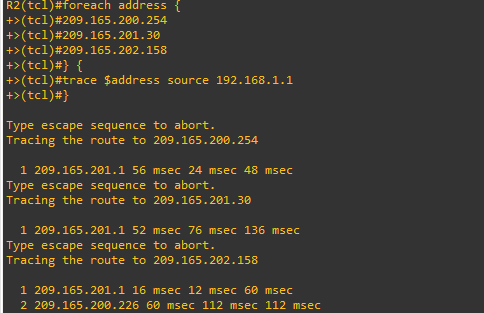 R2(tcl)#foreach address {
+>(tcl)#209.165.200.254
+>(tcl)#209.165.201.30
+>(tcl)#209.165.202.158
+>(tcl)#} {
+>(tcl)#trace $address source 192.168.1.1
+>(tcl)#}
Type escape sequence to abort.
Tracing the route to 209.165.200.254
1 209.165.201.1 56 msec 24 msec 48 msec
Type escape sequence to abort.
Tracing the route to 209.165.201.30
1 209.165.201.1 52 msec 76 msec 136 msec
Type escape sequence to abort.
Tracing the route to 209.165.202.158
1 209.165.201.1 16 msec 12 msec 60 msec
2 209.165.200.226 60 msec 112 msec 112 msec